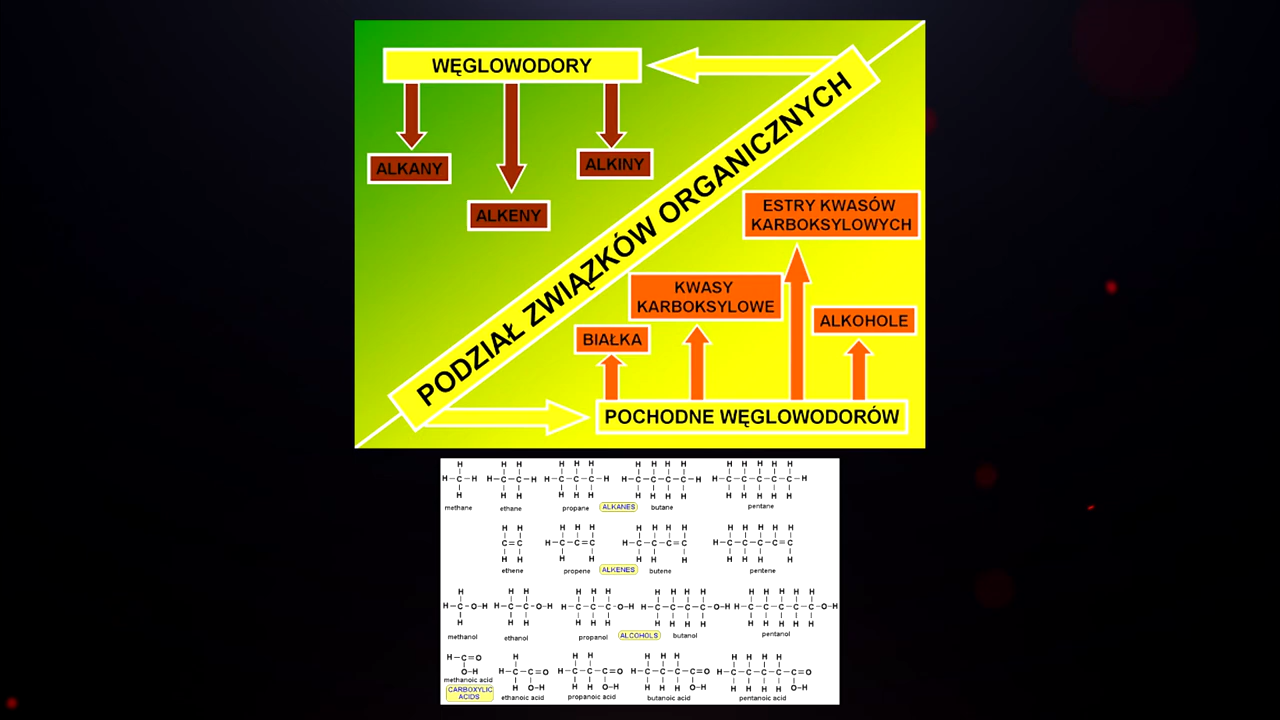 WĘGLOWODORY
ALKANY
ALKENY
ALKINY
PODZIAŁ ZWIĄZKÓW ORGANICZNYCH
ESTRY KWASÓW
KARBOKSYLOWYCH
KWASY
KARBOKSYLOWE
ALKOHOLE
BIAŁKA
POCHODNE WĘGLOWODORÓW
methane
ethane
propane
ALKANES
butane
pentane
ethene
propene
ALKENES
butene
pentene
methanol
ethanol
propanol
ALCOHOLS
butanol
pentanol
methanoic acid
CARBOXYLIC
ACIDS
ethanoic acid
propanoic acid
butanoic acid
pentanoic acid